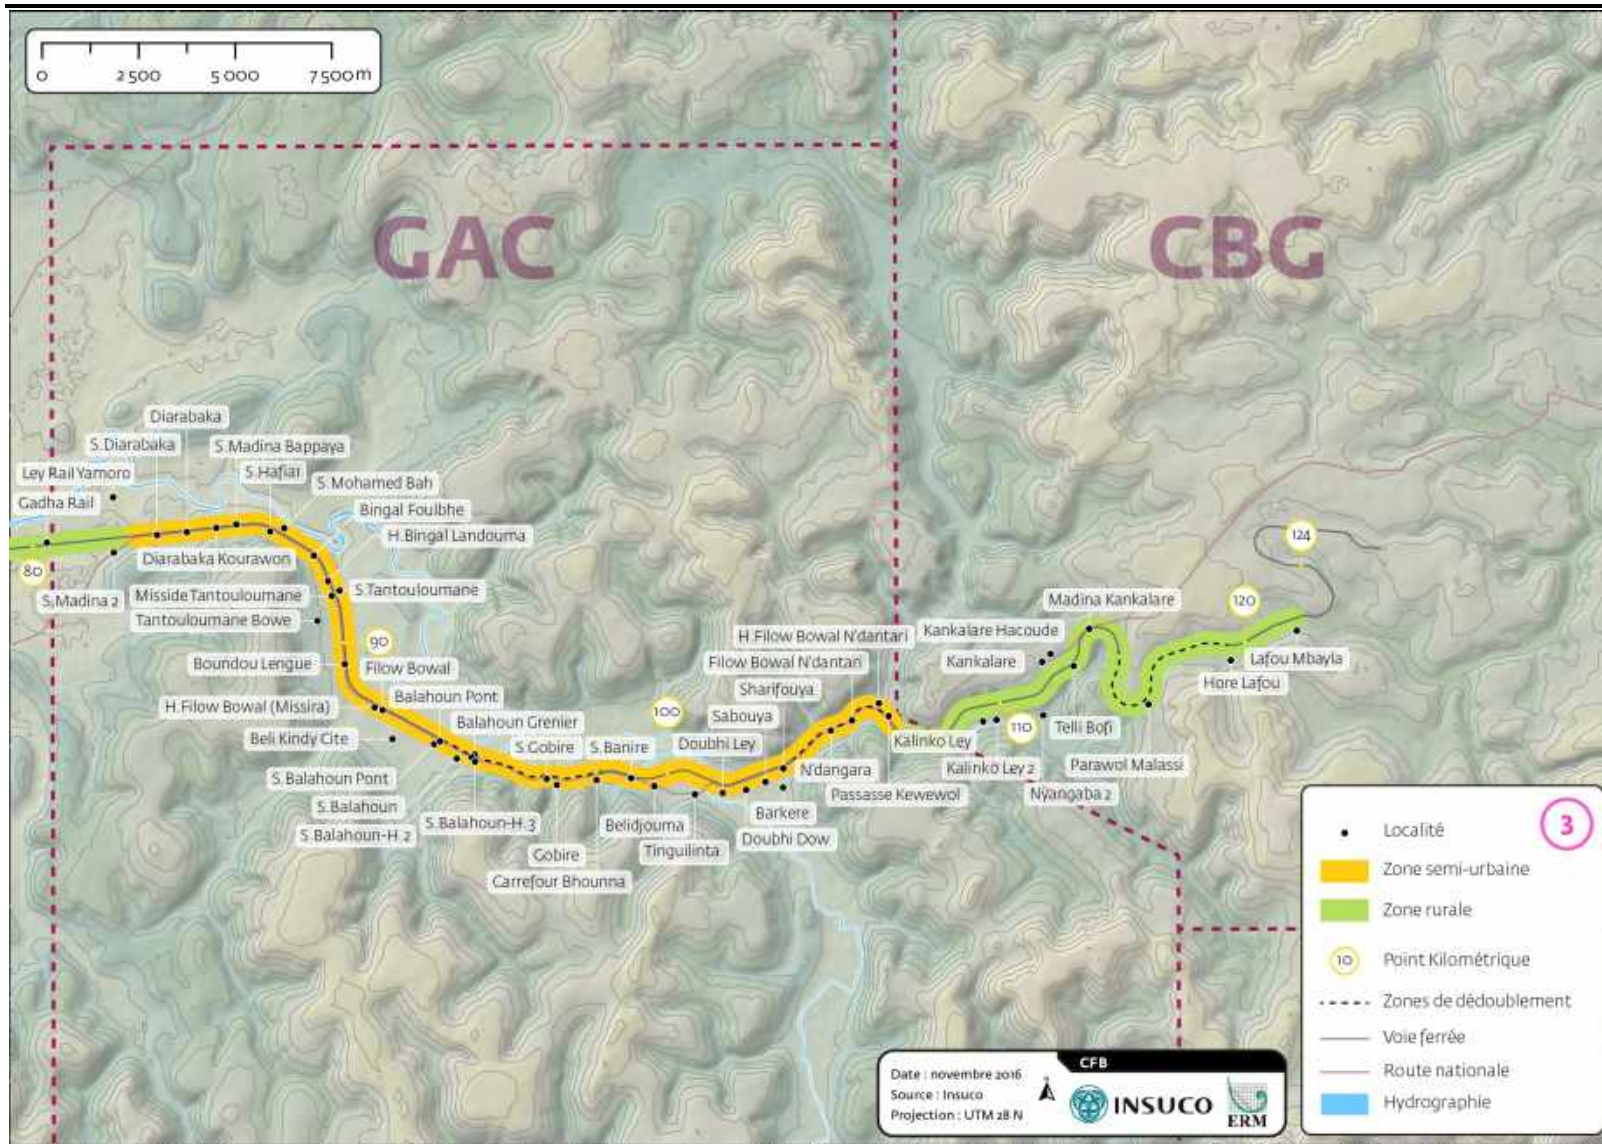 0 2 500 5 000 7 500 m
GAC
CBG
Diarabaka
S.Diarabaka
S.Madina Bappaya
Ley Rail Yamoro
S.Hafia1
S.Mohamed Bah
Gadha Rail
Bingal Foulbhe
H.Bingal Landouma
Diarabaka Kourawon
80
S.Madina 2
Misside Tantouloumane
S.Tantouloumane
Tantouloumane Bowe
90
Boundou Lengue
Filow Bowal
Balahoun Pont
H.Filow Bowal (Missira)
Balahoun Grenier
Beli Kindy Cite
S.Gobire
S.Banire
100
S.Balahoun Pont
S.Balahoun
S.Balahoun-H.2
S.Balahoun-H.3
Gobire
Carrefour Bhounna
Belidjouma
Tinguilinta
H.Filow Bowal N'dantari
Filow Bowal N'dantari
Sharifouya
Sabouya
Doubhi Ley
N'dangara
Passasse Kewewol
Barkere
Doubhi Dow
Madina Kankalare
Kankalare Hacoude
Kankalare
Kalinko Ley
110
Telli Bofi
Kalinko Ley 2
Parawol Malassi
Nyangaba 2
124
120
Lafou Mbayla
Hore Lafou
3
Localité
Zone semi-urbaine
Zone rurale
10 Point Kilométrique
Zones de dédoublement
Voie ferrée
Route nationale
Hydrographie
CFB
Date : novembre 2016
Source : Insuco
Projection : UTM 28 N
N
INSUCO
ERM